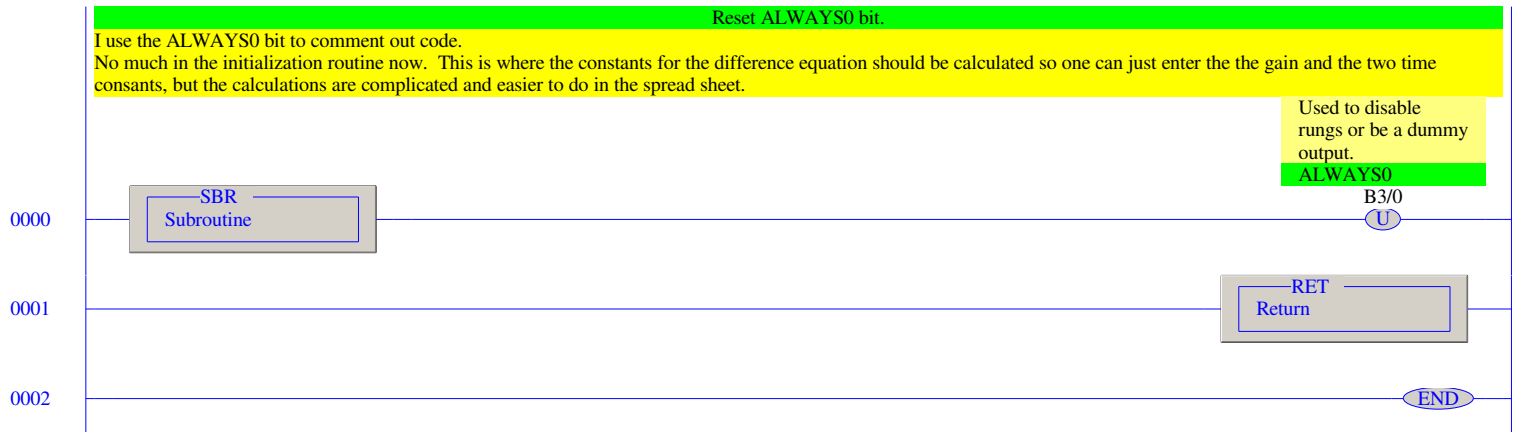 Reset ALWAYS0 bit.
I use the ALWAYS0 bit to comment out code.
No much in the initialization routine now.  This is where the constants for the difference equation should be calculated so one can just enter the the gain and the two time
consants, but the calculations are complicated and easier to do in the spread sheet.
Used to disable
rungs or be a dummy
output.
ALWAYS0
B3/0
SBR
Subroutine
0000
U
RET
Return
0001
0002
END